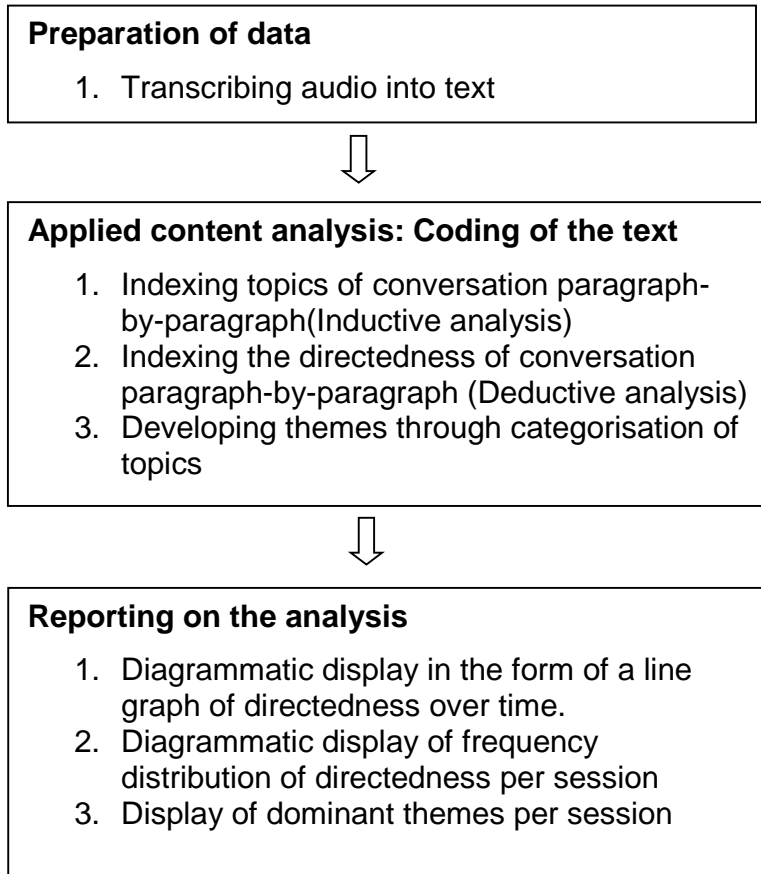 Preparation of data
1. Transcribing audio into text
Applied content analysis: Coding of the text
1. Indexing topics of conversation paragraph-
by-paragraph(Inductive analysis)
2. Indexing the directedness of conversation
paragraph-by-paragraph (Deductive analysis)
3. Developing themes through categorisation of
topics
Reporting on the analysis
1. Diagrammatic display in the form of a line
graph of directedness over time.
2. Diagrammatic display of frequency
distribution of directedness per session
3. Display of dominant themes per session